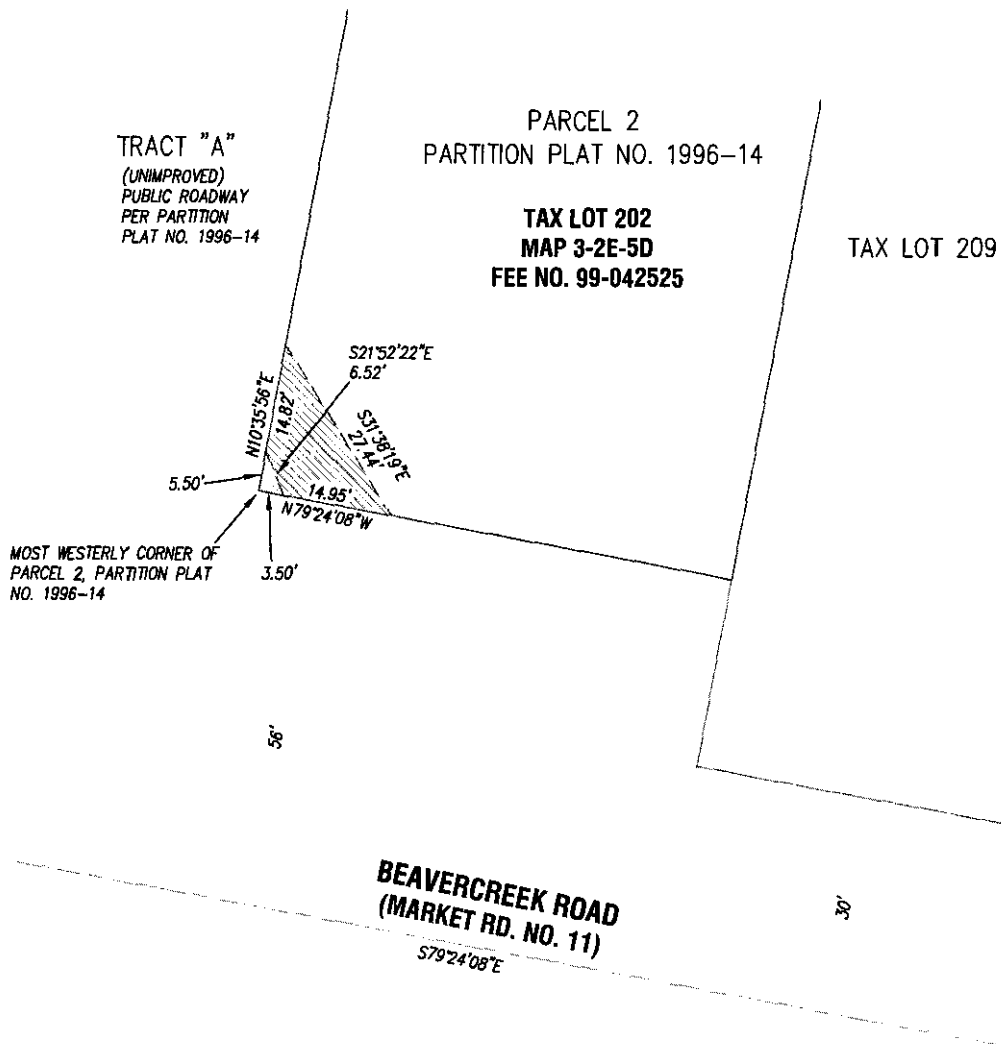 TRACT "A"
(UNIMPROVED)
PUBLIC ROADWAY
PER PARTITION
PLAT NO. 1996-14
PARCEL 2
PARTITION PLAT NO. 1996-14
TAX LOT 202
MAP 3-2E-5D
FEE NO. 99-042525
TAX LOT 209
S21°52'22"E
6.52'
N10°35'56"E
14.82'
S31°38'19"E
27.44'
5.50'
14.95'
N79°24'08"W
3.50'
MOST WESTERLY CORNER OF
PARCEL 2, PARTITION PLAT
NO. 1996-14
56'
30'
BEAVERCREEK ROAD
(MARKET RD. NO. 11)
S79°24'08"E